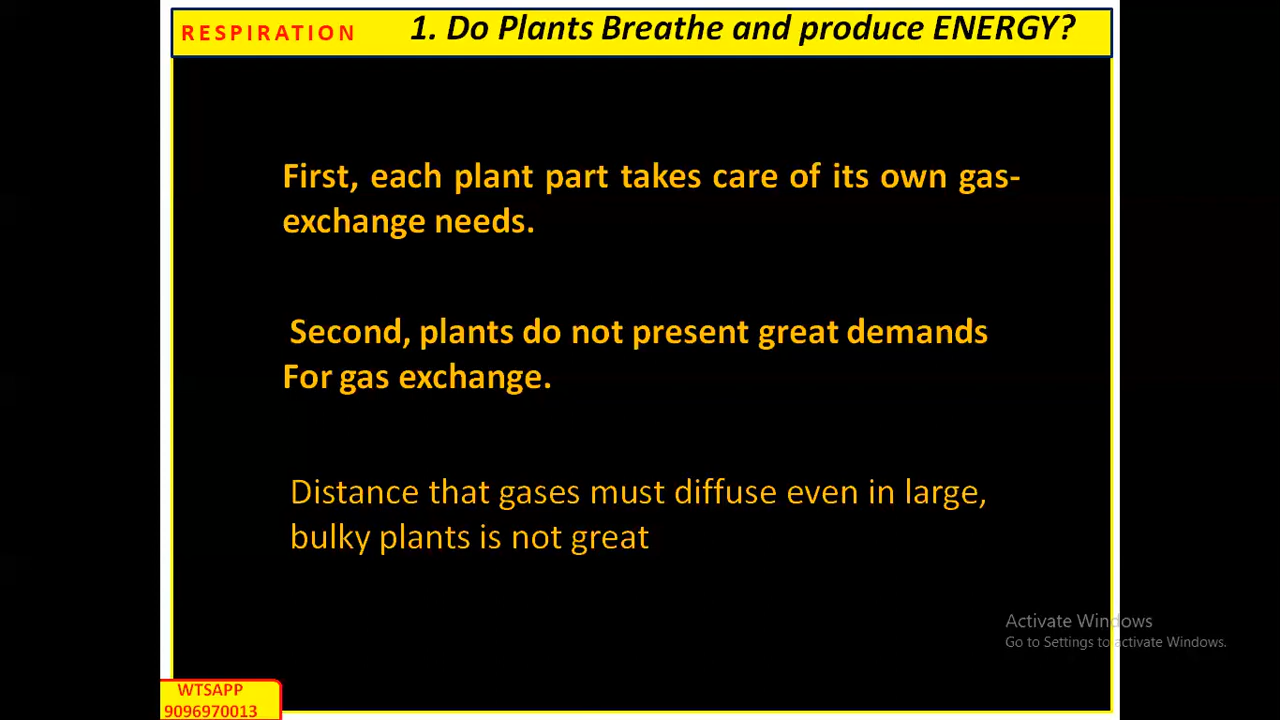 RESPIRATION
1. Do Plants Breathe and produce ENERGY?
First, each plant part takes care of its own gas-
exchange needs.
Second, plants do not present great demands
For gas exchange.
Distance that gases must diffuse even in large,
bulky plants is not great
Activate Windows
Go to Settings to activate Windows.
WTSAPP
9096970013